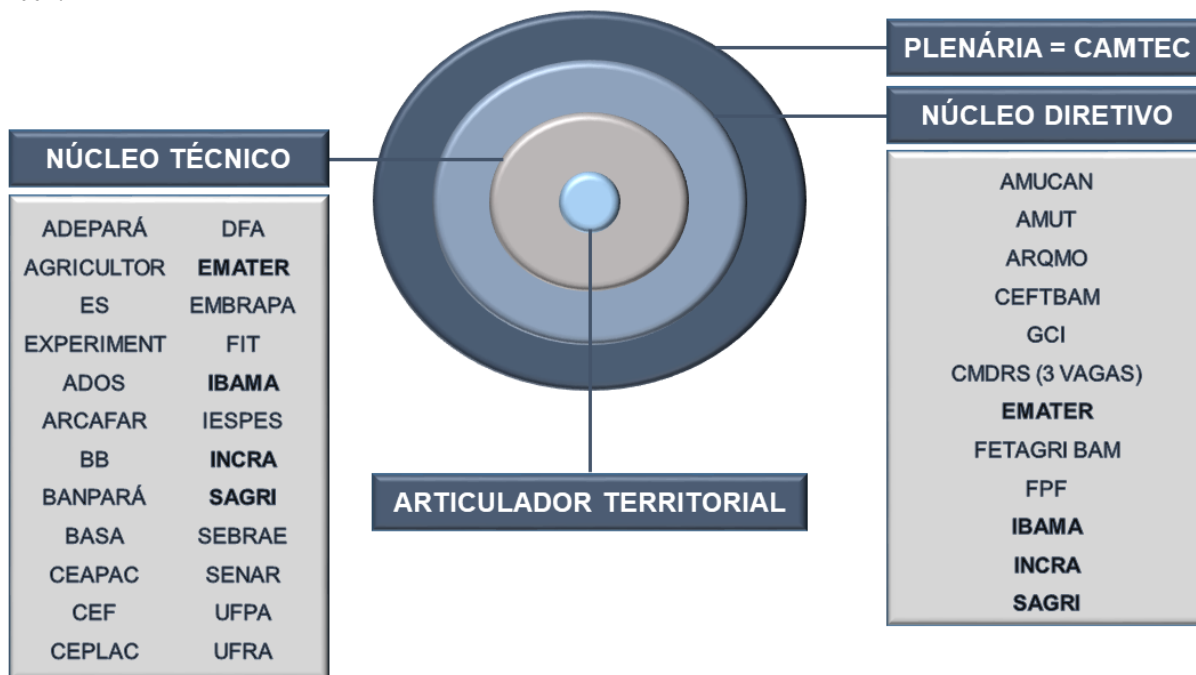 PLENÁRIA = CAMTEC
NÚCLEO DIRETIVO
AMUCAN
AMUT
ARQMO
CEFTBAM
GCI
CMDRS (3 VAGAS)
EMATER
FETAGRI BAM
FPF
IBAMA
INCRA
SAGRI
NÚCLEO TÉCNICO
ADEPARÁ
AGRICULTOR
ES
EXPERIMENT
ADOS
ARCAFAR
BB
BANPARÁ
BASA
CEAPAC
CEF
CEPLAC
DFA
EMATER
EMBRAPA
FIT
IBAMA
IESPES
INCRA
SAGRI
SEBRAE
SENAR
UFPA
UFRA
ARTICULADOR TERRITORIAL